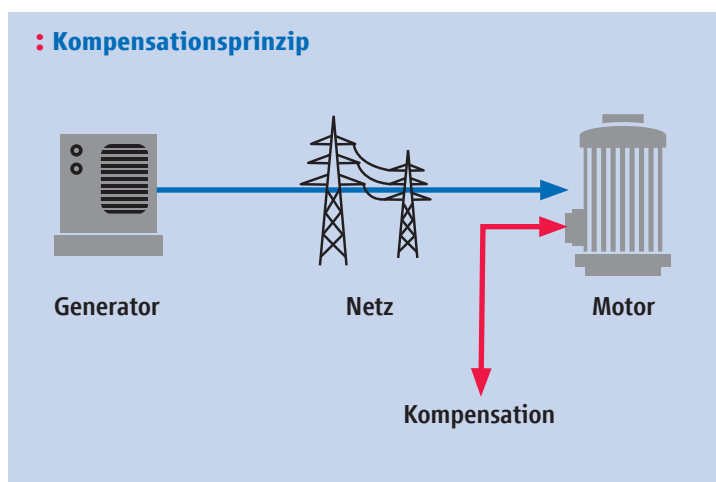 : Kompensationsprinzip
Generator
Netz
Motor
Kompensation